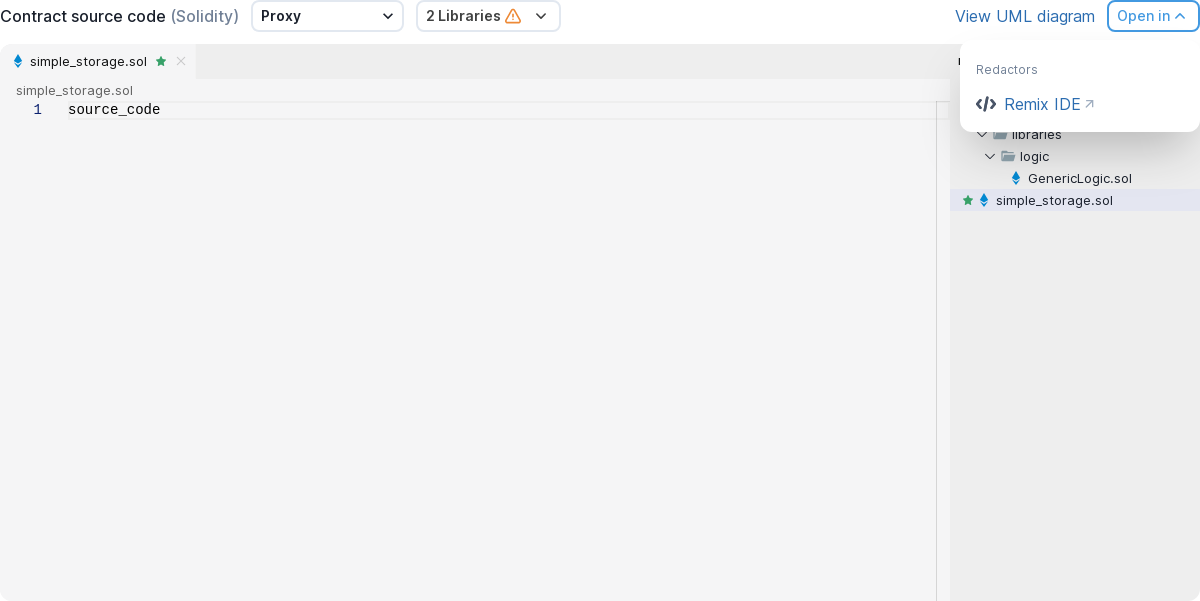 Contract source code (Solidity) Proxy 2 Libraries View UML diagram Open in
simple_storage.sol
Redactors
simple_storage.sol
Remix IDE
1 source_code
libraries
logic
GenericLogic.sol
simple_storage.sol